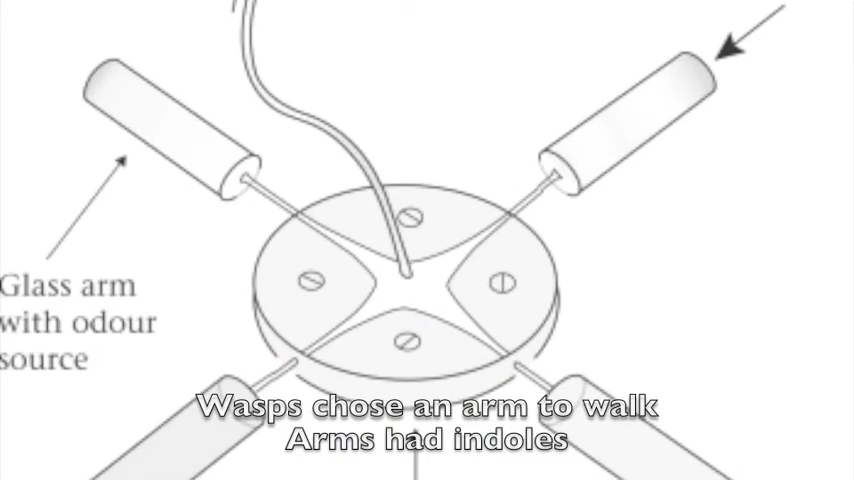 Glass arm
with odour
source
Wasps chose an arm to walk
Arms had indoles